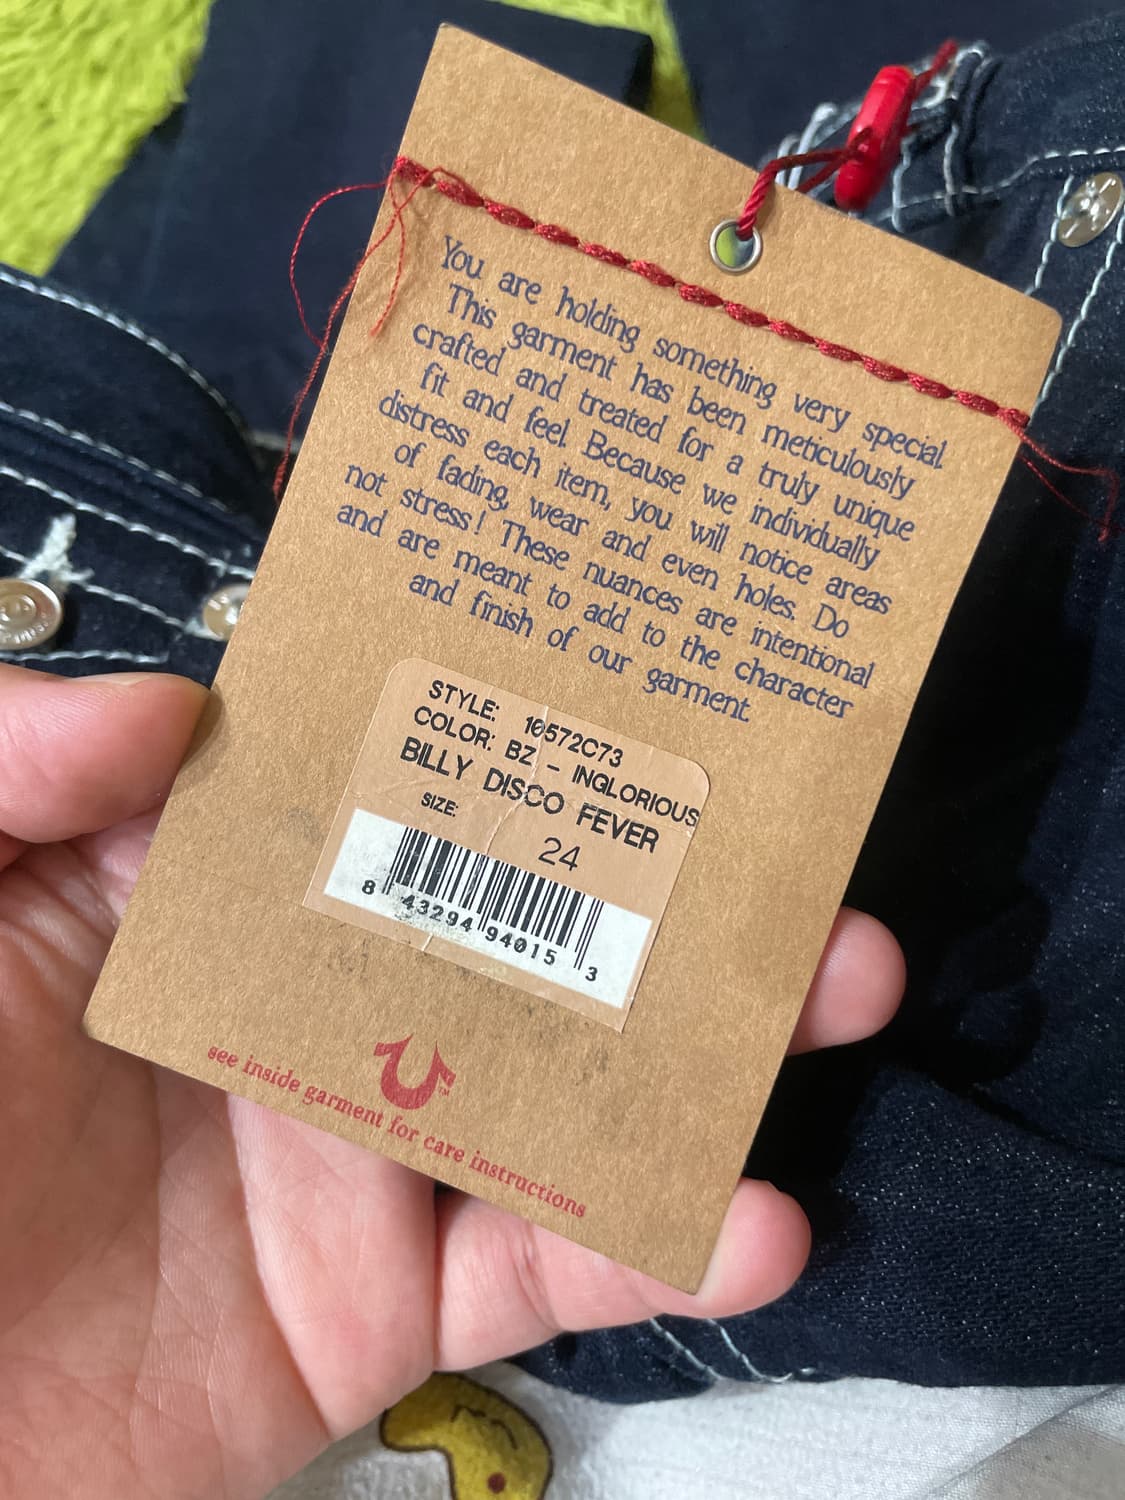 You are holding something very special.
This garment has been meticulously
crafted and treated for a truly unique
fit and feel. Because we individually
distress each item, you will notice areas
of fading, wear and even holes. Do
not stress! These nuances are intentional
and are meant to add to the character
and finish of our garment.
STYLE: 10572C73
COLOR: BZ - INGLORIOUS
BILLY DISCO FEVER
SIZE: 24
8 43294 94015 3
TM
see inside garment for care instructions